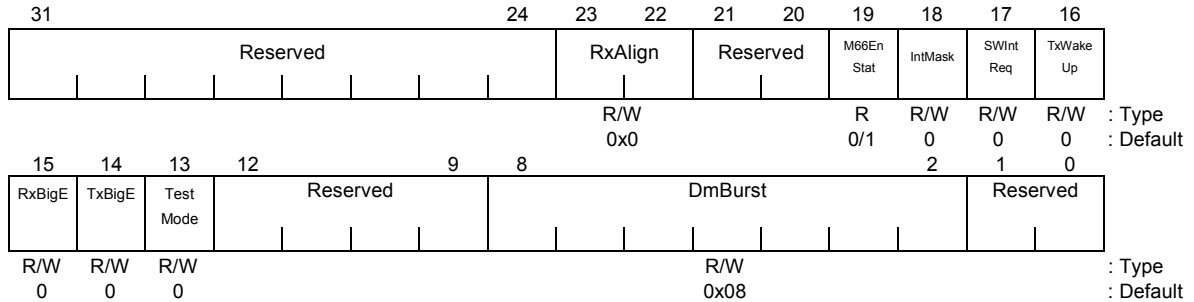 31 24 23 22 21 20 19 18 17 16
Reserved RxAlign Reserved M66En Stat IntMask SWInt Req TxWake Up
R/W R R/W R/W R/W : Type
0x0 0/1 0 0 0 : Default
15 14 13 12 9 8 2 1 0
RxBigE TxBigE Test Mode Reserved DmBurst Reserved
R/W R/W R/W R/W : Type
0 0 0 0x08 : Default